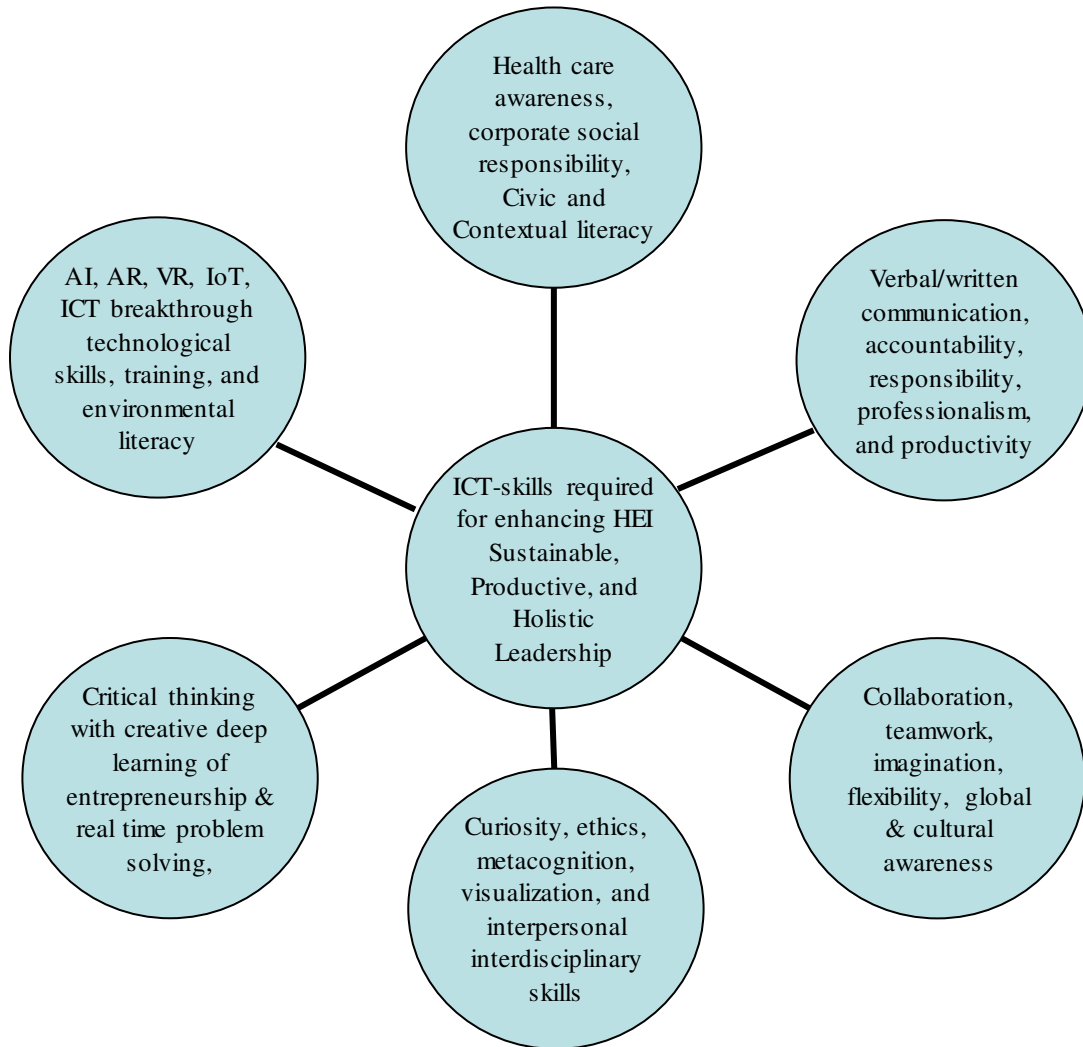 Health care
awareness,
corporate social
responsibility,
Civic and
Contextual literacy
AI, AR, VR, IoT,
ICT breakthrough
technological
skills, training, and
environmental
literacy
Verbal/written
communication,
accountability,
responsibility,
professionalism,
and productivity
ICT-skills required
for enhancing HEI
Sustainable,
Productive, and
Holistic
Leadership
Critical thinking
with creative deep
learning of
entrepreneurship &
real time problem
solving,
Collaboration,
teamwork,
imagination,
flexibility, global
& cultural
awareness
Curiosity, ethics,
metacognition,
visualization, and
interpersonal
interdisciplinary
skills